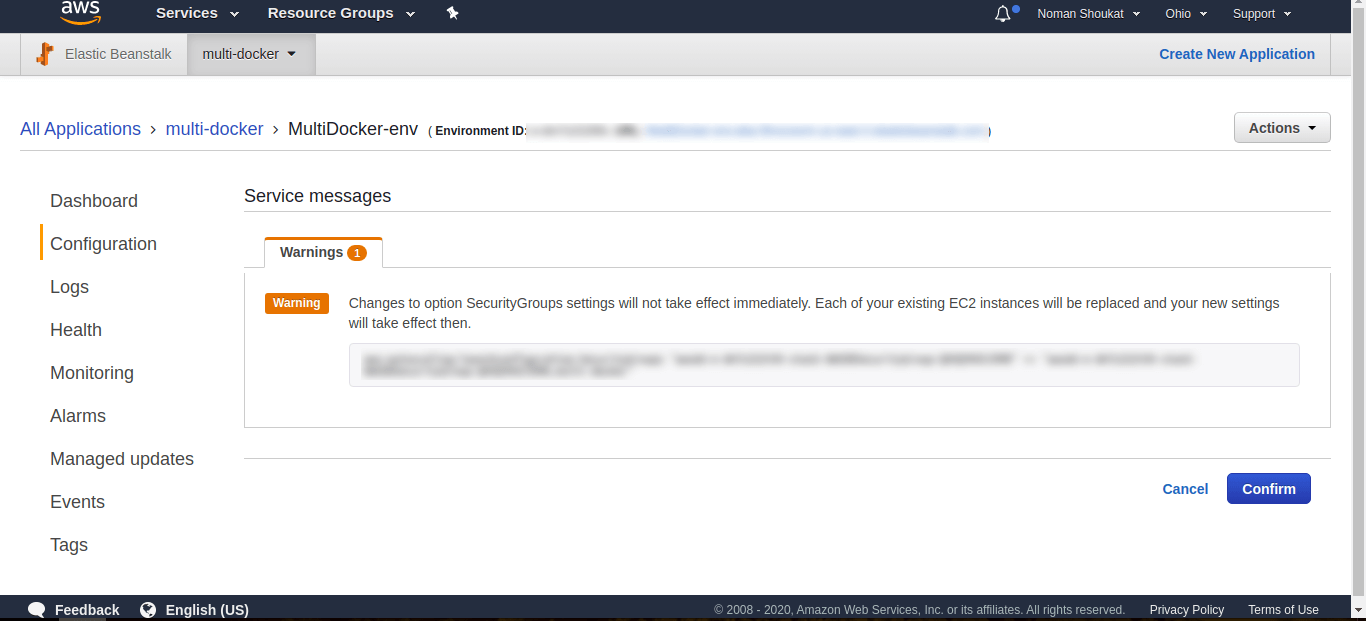 aws Services Resource Groups Noman Shoukat Ohio Support
Elastic Beanstalk multi-docker Create New Application
All Applications > multi-docker > MultiDocker-env ( Environment ID: ) Actions
Dashboard
Configuration
Logs
Health
Monitoring
Alarms
Managed updates
Events
Tags
Service messages
Warnings 1
Warning Changes to option SecurityGroups settings will not take effect immediately. Each of your existing EC2 instances will be replaced and your new settings
will take effect then.
Cancel Confirm
Feedback English (US) © 2008 - 2020, Amazon Web Services, Inc. or its affiliates. All rights reserved. Privacy Policy Terms of Use